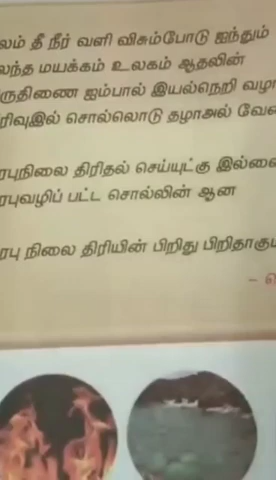 லம் தீ நீர் வளி விசும்போடு ஐந்தும்
லந்த மயக்கம் உலகம் ஆதலின்
ருதிணை ஐம்பால் இயல்நெறி வழா
ரிவுஇல் சொல்லொடு தழாஅல் வே
ரபுநிலை திரிதல் செய்யுட்கு இல்லை
ரபுவழிப் பட்ட சொல்லின் ஆன
ரபு நிலை திரியின் பிறிது பிறிதாகு